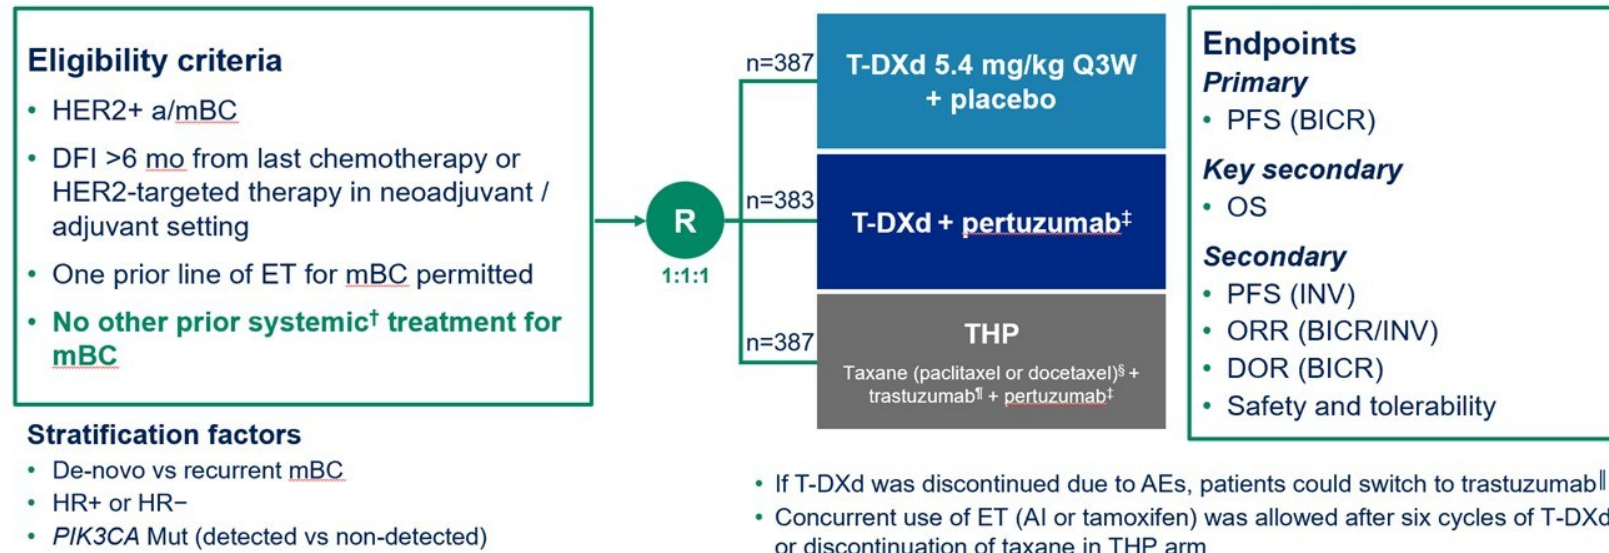 Eligibility criteria
• HER2+ a/mBC
• DFI >6 mo from last chemotherapy or
HER2-targeted therapy in neoadjuvant /
adjuvant setting
• One prior line of ET for mBC permitted
• No other prior systemic† treatment for
mBC
Stratification factors
• De-novo vs recurrent mBC
• HR+ or HR−
• PIK3CA Mut (detected vs non-detected)
R
1:1:1
n=387
T-DXd 5.4 mg/kg Q3W
+ placebo
n=383
T-DXd + pertuzumab‡
n=387
THP
Taxane (paclitaxel or docetaxel)§ +
trastuzumab¶ + pertuzumab‡
Endpoints
Primary
• PFS (BICR)
Key secondary
• OS
Secondary
• PFS (INV)
• ORR (BICR/INV)
• DOR (BICR)
• Safety and tolerability
• If T-DXd was discontinued due to AEs, patients could switch to trastuzumab‖
• Concurrent use of ET (AI or tamoxifen) was allowed after six cycles of T-DXd
or discontinuation of taxane in THP arm